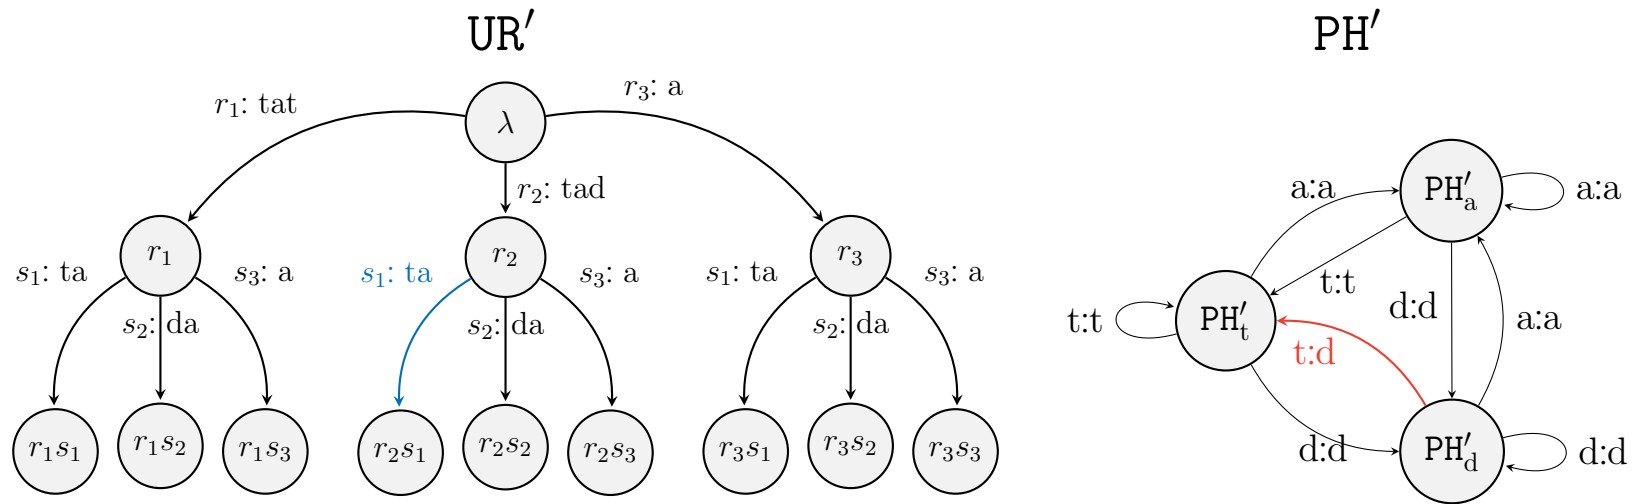 UR′
PH′
r₁: tat
λ
r₃: a
r₂: tad
r₁
r₂
r₃
s₁: ta
s₂: da
s₃: a
s₁: ta
s₂: da
s₃: a
s₁: ta
s₂: da
s₃: a
r₁s₁
r₁s₂
r₁s₃
r₂s₁
r₂s₂
r₂s₃
r₃s₁
r₃s₂
r₃s₃
a:a
PH′a
a:a
t:t
d:d
a:a
t:t
PH′t
t:d
d:d
PH′d
d:d